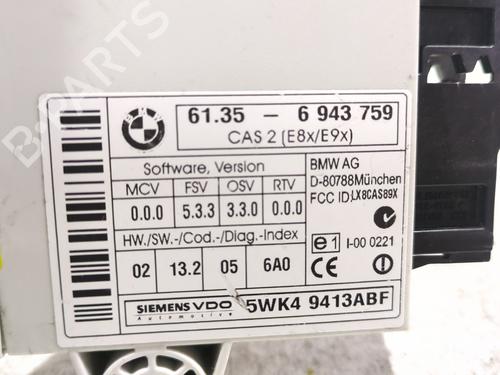 BMW
61.35 - 6 943 759
CAS 2 (E8x/E9x)
Software, Version
MCV FSV OSV RTV
0.0.0 5.3.3 3.3.0 0.0.0
HW./SW.-/Cod.-/Diag.-Index
02 13.2 05 6A0
BMW AG
D-80788München
FCC ID:LX8CAS89X
e1 I-00 0221
CE
SIEMENS VDO
Automotive
5WK4 9413ABF
B-PARTS